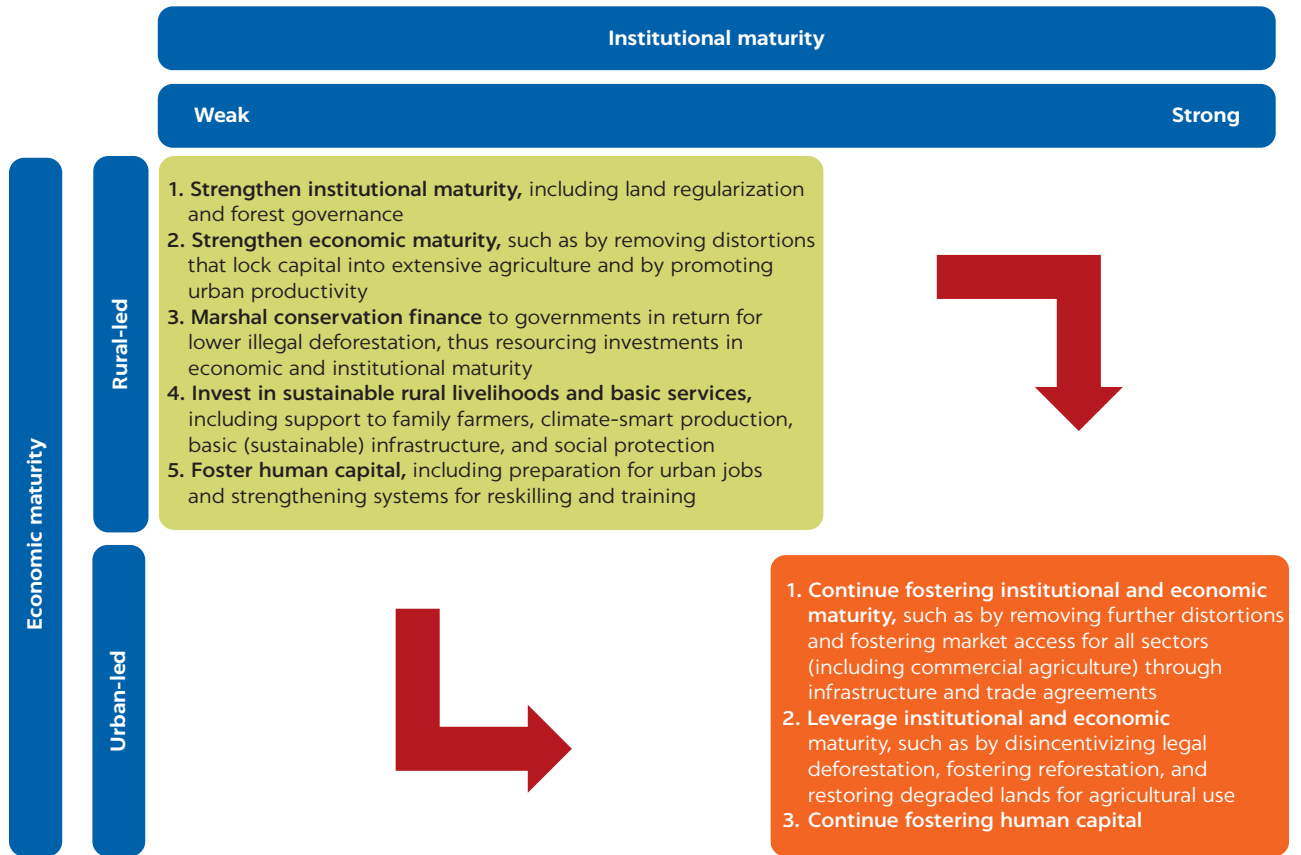 Institutional maturity
Weak
Strong
Economic maturity
Rural-led
1. Strengthen institutional maturity, including land regularization
and forest governance
2. Strengthen economic maturity, such as by removing distortions
that lock capital into extensive agriculture and by promoting
urban productivity
3. Marshal conservation finance to governments in return for
lower illegal deforestation, thus resourcing investments in
economic and institutional maturity
4. Invest in sustainable rural livelihoods and basic services,
including support to family farmers, climate-smart production,
basic (sustainable) infrastructure, and social protection
5. Foster human capital, including preparation for urban jobs
and strengthening systems for reskilling and training
Urban-led
1. Continue fostering institutional and economic
maturity, such as by removing further distortions
and fostering market access for all sectors
(including commercial agriculture) through
infrastructure and trade agreements
2. Leverage institutional and economic
maturity, such as by disincentivizing legal
deforestation, fostering reforestation, and
restoring degraded lands for agricultural use
3. Continue fostering human capital